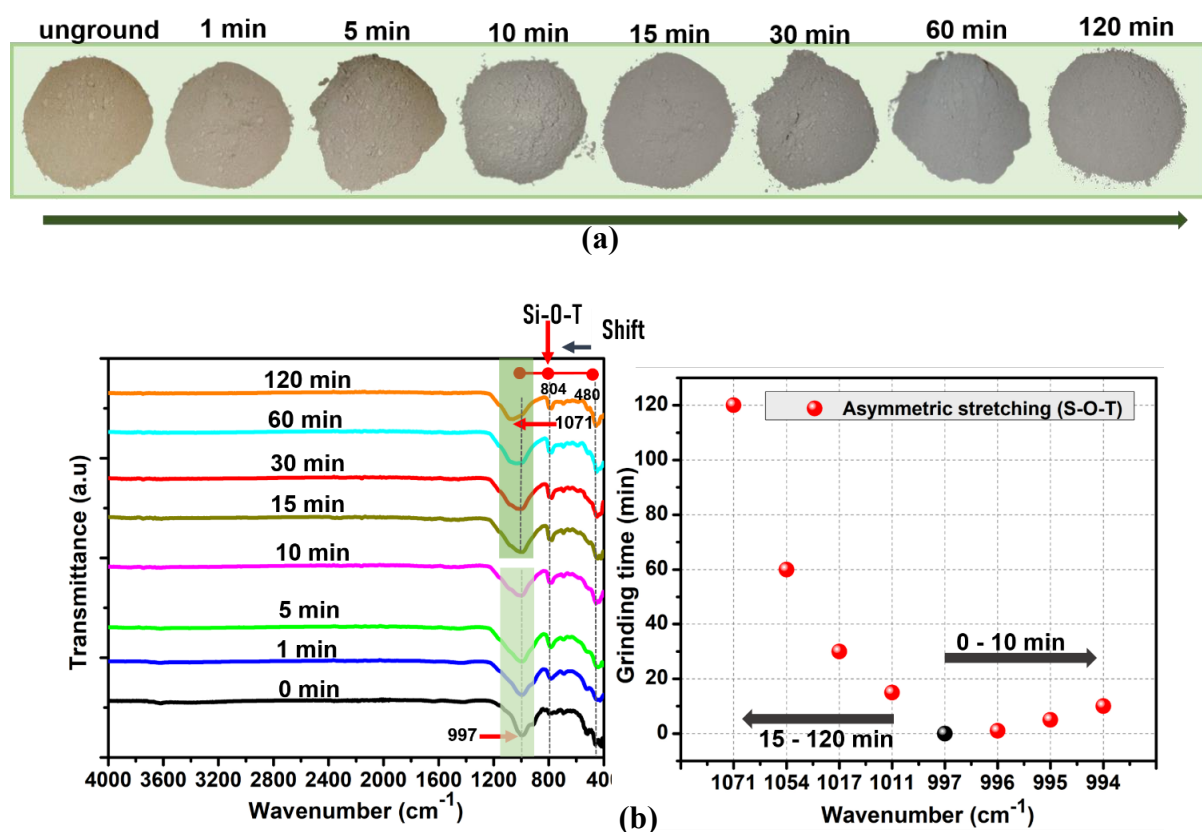 unground 1 min 5 min 10 min 15 min 30 min 60 min 120 min
(a)
Si-O-T
Shift
120 min
804
480
1071
60 min
30 min
15 min
10 min
5 min
1 min
0 min
997
Transmittance (a.u)
4000 3600 3200 2800 2400 2000 1600 1200 800 400
Wavenumber (cm-1)
Asymmetric stretching (S-O-T)
0 - 10 min
15 - 120 min
Grinding time (min)
120
100
80
60
40
20
0
1071 1054 1017 1011 997 996 995 994
Wavenumber (cm-1)
(b)